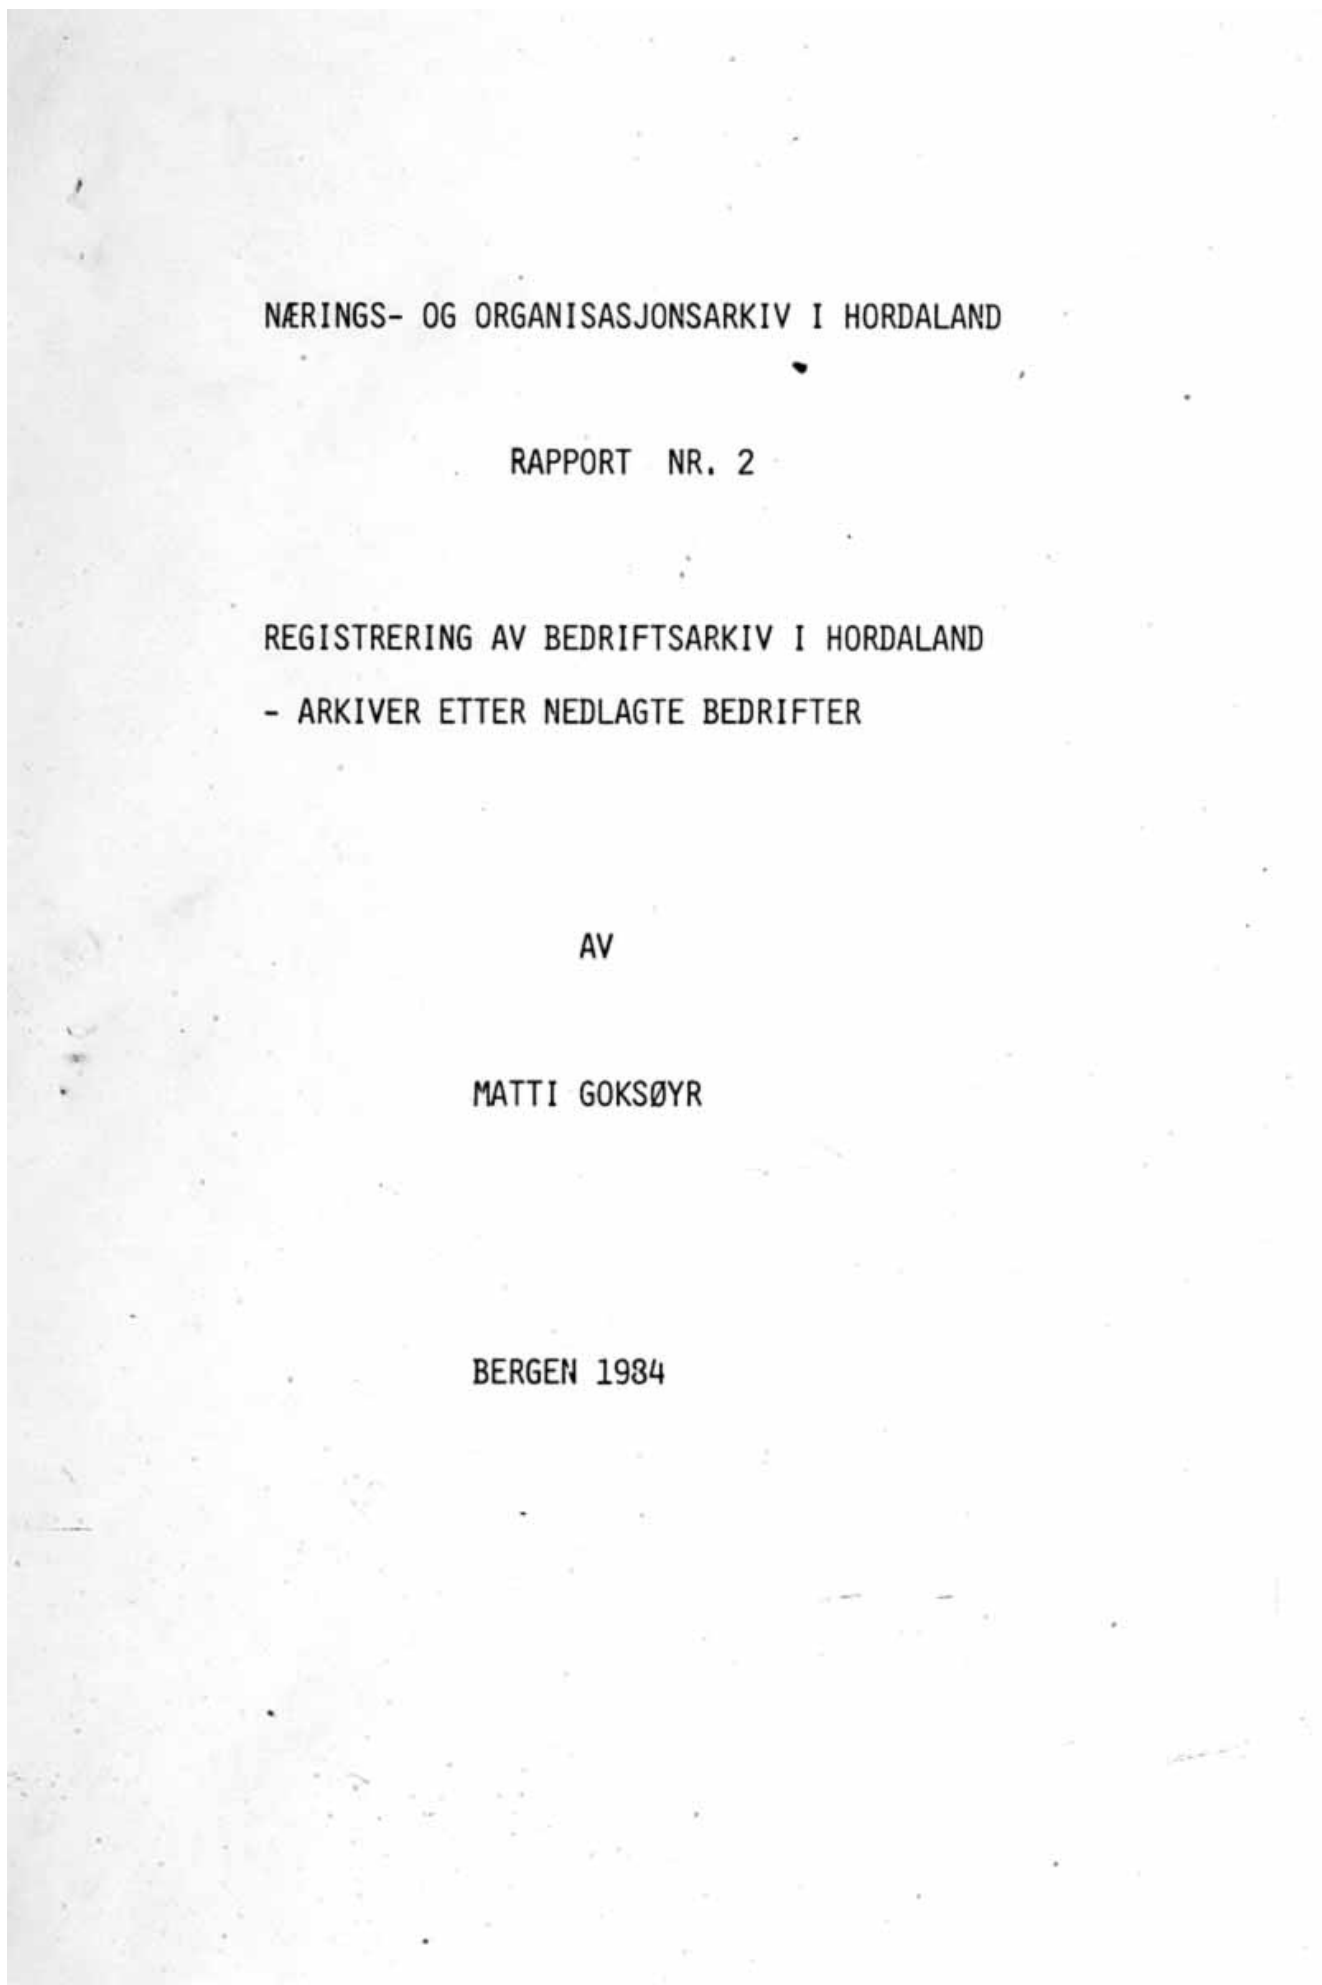 NÆRINGS- OG ORGANISASJONSARKIV I HORDALAND
RAPPORT NR. 2
REGISTRERING AV BEDRIFTSARKIV I HORDALAND
- ARKIVER ETTER NEDLAGTE BEDRIFTER
AV
MATTI GOKSØYR
BERGEN 1984